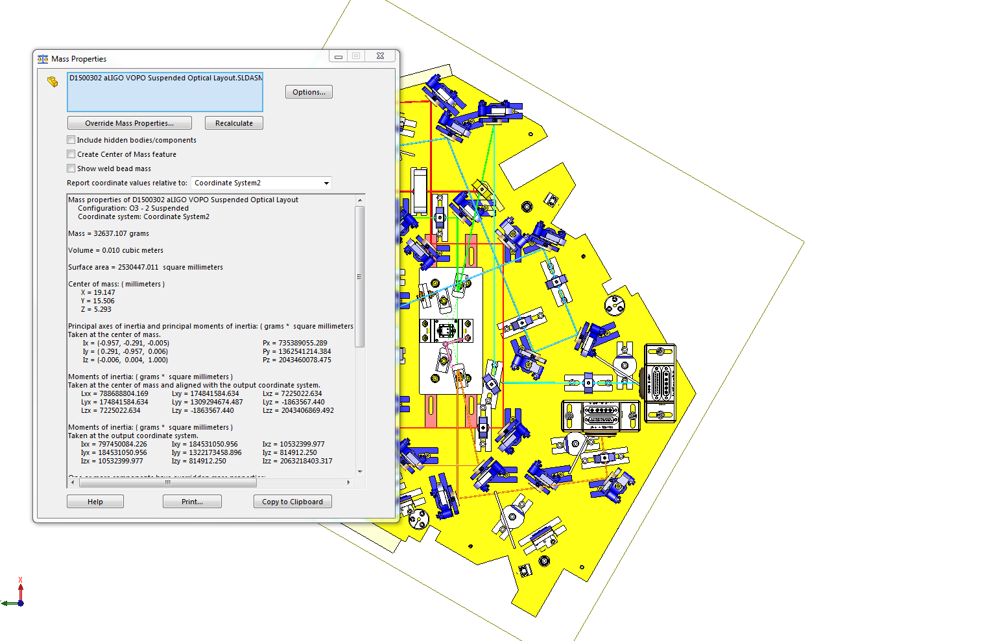 Mass Properties
D1500302 aLIGO VOPO Suspended Optical Layout.SLDASM
Options...
Override Mass Properties...
Recalculate
Include hidden bodies/components
Create Center of Mass feature
Show weld bead mass
Report coordinate values relative to: Coordinate System2
Mass properties of D1500302 aLIGO VOPO Suspended Optical Layout
Configuration: O3 - 2 Suspended
Coordinate system: Coordinate System2
Mass = 32637.107 grams
Volume = 0.010 cubic meters
Surface area = 2530447.011 square millimeters
Center of mass: ( millimeters )
X = 19.147
Y = 15.506
Z = 5.293
Principal axes of inertia and principal moments of inertia: ( grams * square millimeters
Taken at the center of mass.
Ix = (-0.957, -0.291, -0.005) Px = 735389055.289
Iy = ( 0.291, -0.957, 0.006) Py = 1362541214.384
Iz = (-0.006, 0.004, 1.000) Pz = 2043460078.475
Moments of inertia: ( grams * square millimeters )
Taken at the center of mass and aligned with the output coordinate system.
Lxx = 788688804.169 Lxy = 174841584.634 Lxz = 7225022.634
Lyx = 174841584.634 Lyy = 1309294674.487 Lyz = -1863567.440
Lzx = 7225022.634 Lzy = -1863567.440 Lzz = 2043406869.492
Moments of inertia: ( grams * square millimeters )
Taken at the output coordinate system.
Ixx = 797450084.226 Ixy = 184531050.956 Ixz = 10532399.977
Iyx = 184531050.956 Iyy = 1322173458.896 Iyz = 814912.250
Izx = 10532399.977 Izy = 814912.250 Izz = 2063218403.317
One or more components have overridden mass properties:
Help
Print...
Copy to Clipboard
X